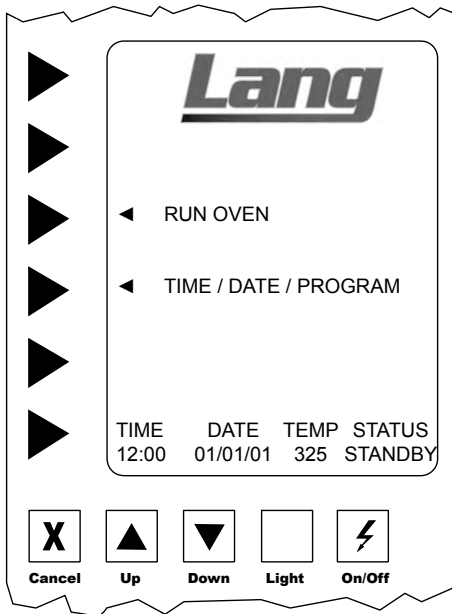 Lang
RUN OVEN
TIME / DATE / PROGRAM
TIME DATE TEMP STATUS
12:00 01/01/01 325 STANDBY
X
Cancel Up Down Light On/Off